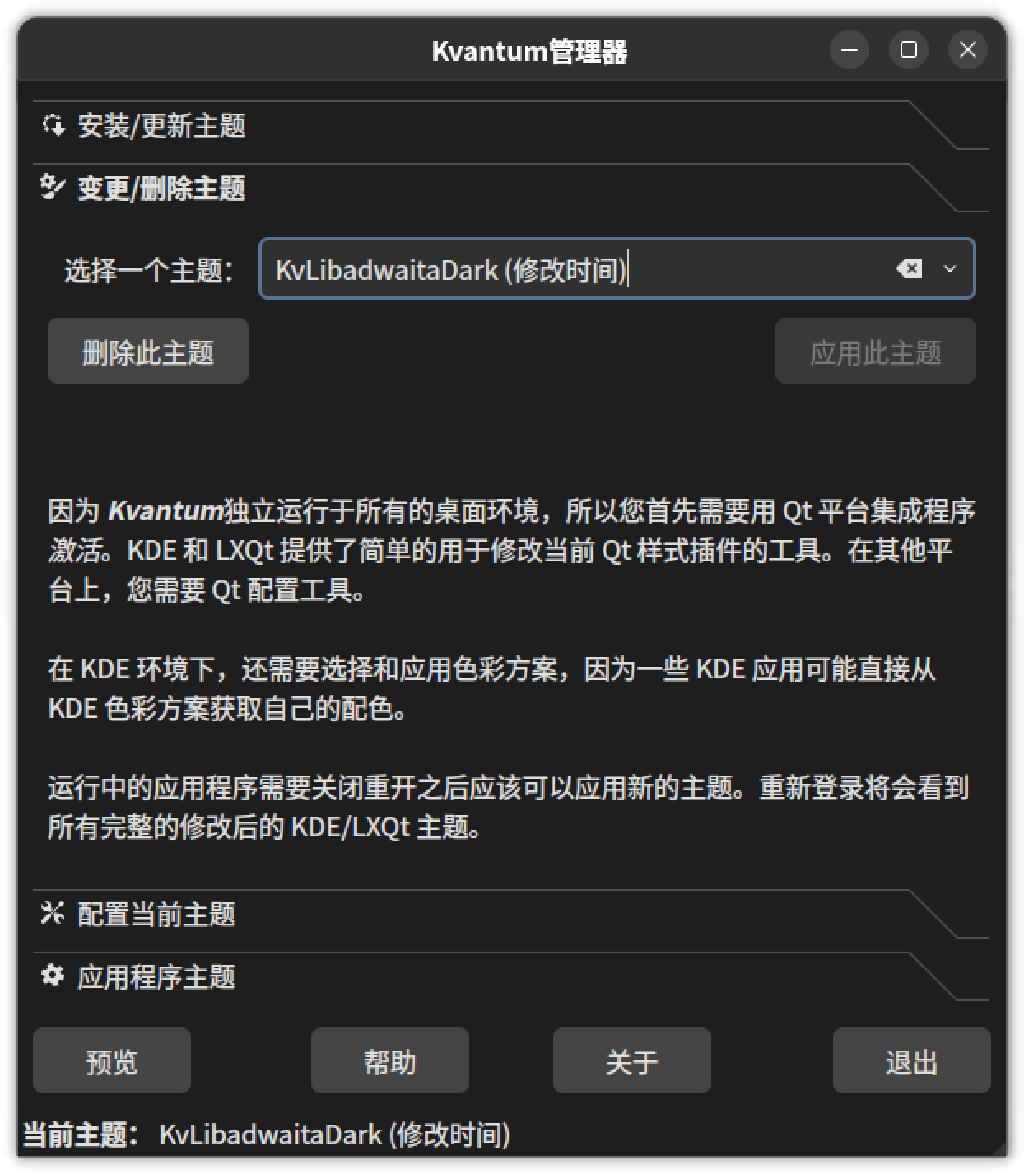 Kvantum管理器
安装/更新主题
变更/删除主题
选择一个主题：
KvLibadwaitaDark (修改时间)
删除此主题
应用此主题
因为 Kvantum独立运行于所有的桌面环境，所以您首先需要用 Qt 平台集成程序
激活。KDE 和 LXQt 提供了简单的用于修改当前 Qt 样式插件的工具。在其他平
台上，您需要 Qt 配置工具。
在 KDE 环境下，还需要选择和应用色彩方案，因为一些 KDE 应用可能直接从
KDE 色彩方案获取自己的配色。
运行中的应用程序需要关闭重开之后应该可以应用新的主题。重新登录将会看到
所有完整的修改后的 KDE/LXQt 主题。
配置当前主题
应用程序主题
预览
帮助
关于
退出
当前主题： KvLibadwaitaDark (修改时间)